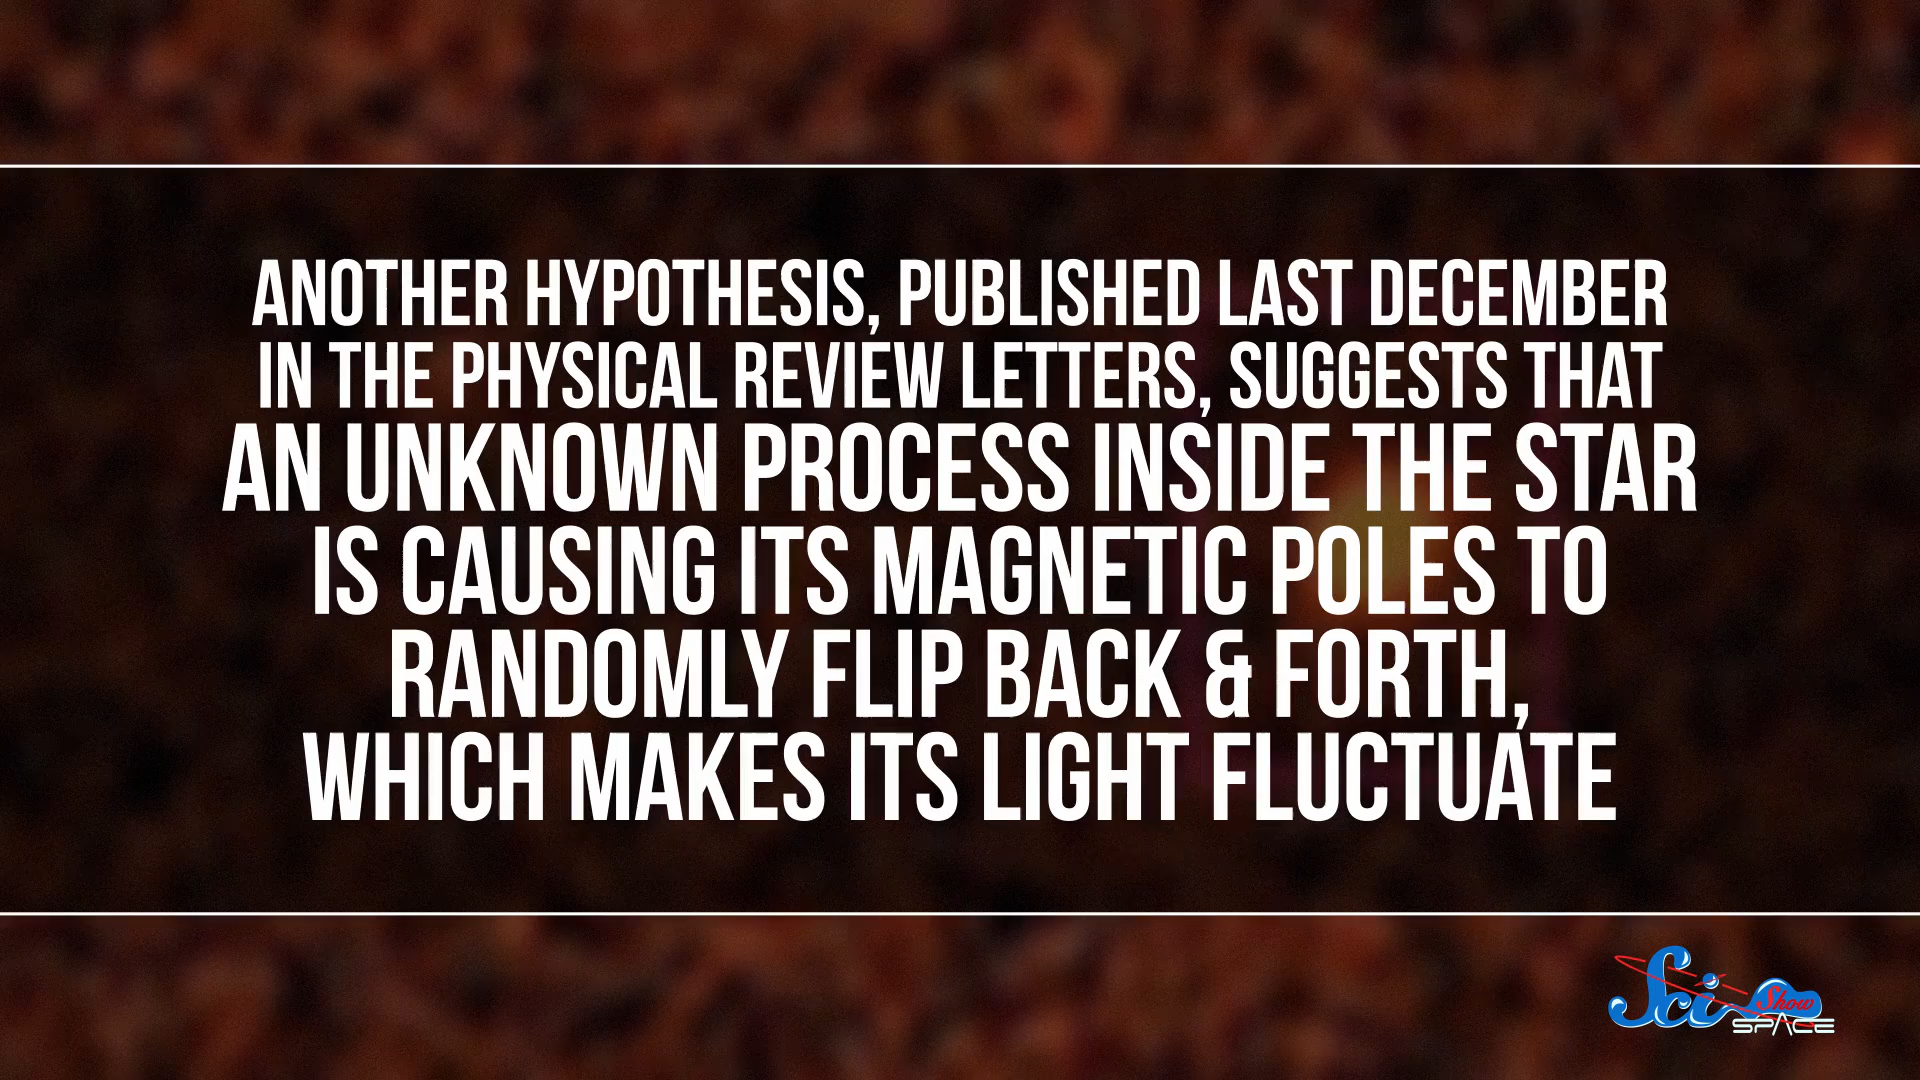 ANOTHER HYPOTHESIS, PUBLISHED LAST DECEMBER
IN THE PHYSICAL REVIEW LETTERS, SUGGESTS THAT
AN UNKNOWN PROCESS INSIDE THE STAR
IS CAUSING ITS MAGNETIC POLES TO
RANDOMLY FLIP BACK & FORTH,
WHICH MAKES ITS LIGHT FLUCTUATE
Sci Show
SPACE